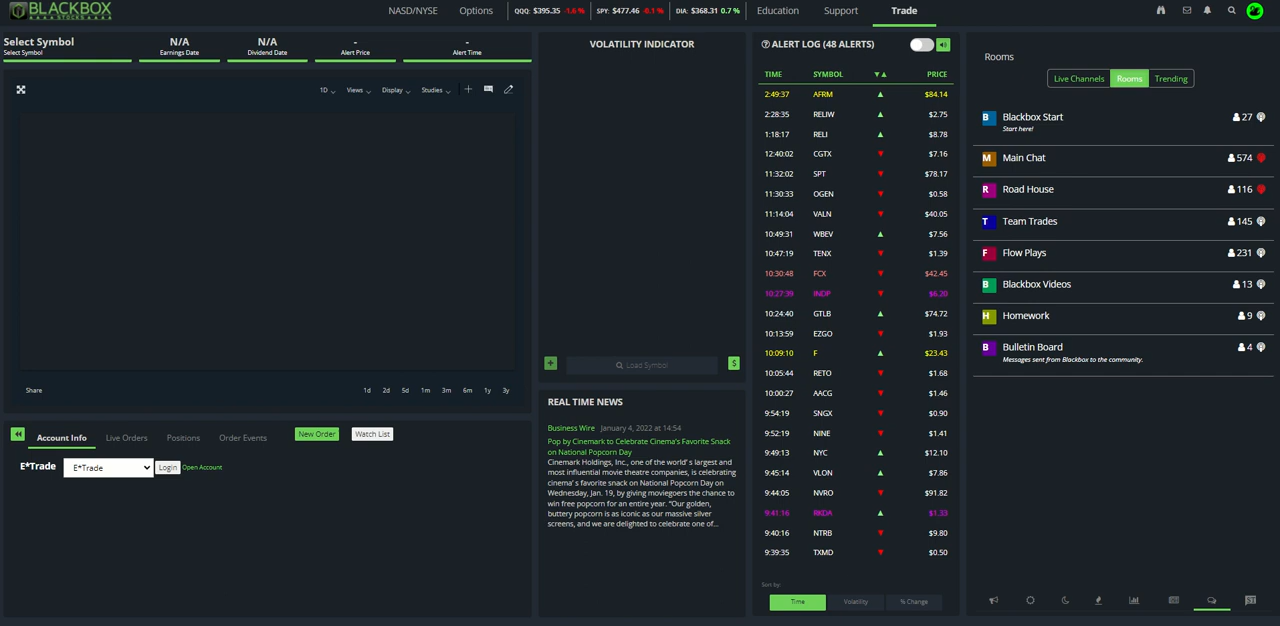 BLACKBOX
STOCKS
NASD/NYSE
Options
QQQ: $395.35 -1.6 %
SPY: $477.46 -0.1 %
DIA: $368.31 0.7 %
Education
Support
Trade
Select Symbol
Select Symbol
N/A
Earnings Date
N/A
Dividend Date
-
Alert Price
-
Alert Time
1D
Views
Display
Studies
Share
1d 2d 5d 1m 3m 6m 1y 3y
Account Info
Live Orders
Positions
Order Events
New Order
Watch List
E*Trade
E*Trade
Login
Open Account
VOLATILITY INDICATOR
+
Load Symbol
$
REAL TIME NEWS
Business Wire January 4, 2022 at 14:54
Pop by Cinemark to Celebrate Cinema's Favorite Snack
on National Popcorn Day
Cinemark Holdings, Inc., one of the world' s largest and
most influential movie theatre companies, is celebrating
cinema' s favorite snack on National Popcorn Day on
Wednesday, Jan. 19, by giving moviegoers the chance to
win free popcorn for an entire year. "Our golden,
buttery popcorn is as iconic as our massive silver
screens, and we are delighted to celebrate one of...
ALERT LOG (48 ALERTS)
TIME SYMBOL ▼▲ PRICE
2:49:37 AFRM ▲ $84.14
2:28:35 RELIW ▲ $2.75
1:18:17 RELI ▲ $8.78
12:40:02 CGTX ▼ $7.16
11:32:02 SPT ▼ $78.17
11:30:33 OGEN ▼ $0.58
11:14:04 VALN ▼ $40.05
10:49:31 WBEV ▲ $7.56
10:47:19 TENX ▼ $1.39
10:30:48 FCX ▼ $42.45
10:27:39 INDP ▼ $6.20
10:24:40 GTLB ▲ $74.72
10:13:59 EZGO ▼ $1.93
10:09:10 F ▲ $23.43
10:05:44 RETO ▼ $1.68
10:00:27 AACG ▼ $1.46
9:54:19 SNGX ▼ $0.90
9:52:19 NINE ▼ $1.41
9:49:13 NYC ▲ $12.10
9:45:14 VLON ▲ $7.86
9:44:05 NVRO ▼ $91.82
9:41:16 RKDA ▲ $1.33
9:40:16 NTRB ▼ $9.80
9:39:35 TXMD ▼ $0.50
Sort by:
Time
Volatility
% Change
Rooms
Live Channels
Rooms
Trending
B Blackbox Start 27
Start here!
M Main Chat 574
R Road House 116
T Team Trades 145
F Flow Plays 231
B Blackbox Videos 13
H Homework 9
B Bulletin Board 4
Messages sent from Blackbox to the community.
ST